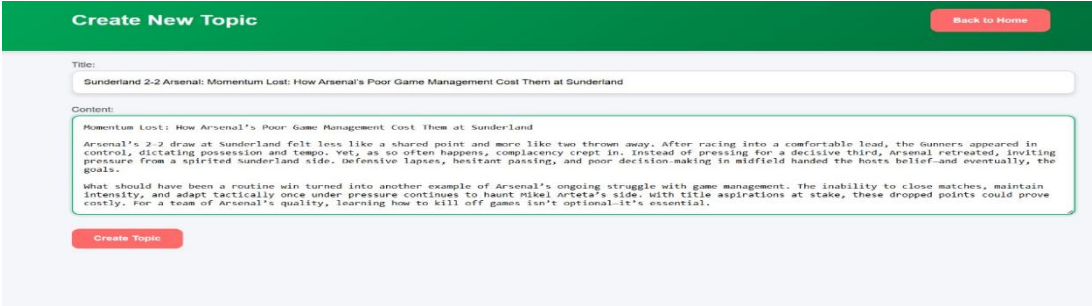 Create New Topic
Back to Home
Title:
Sunderland 2-2 Arsenal: Momentum Lost: How Arsenal's Poor Game Management Cost Them at Sunderland
Content:
Momentum Lost: How Arsenal's Poor Game Management Cost Them at Sunderland
Arsenal's 2-2 draw at Sunderland felt less like a shared point and more like two thrown away. After racing into a comfortable lead, the Gunners appeared in
control, dictating possession and tempo. Yet, as so often happens, complacency crept in. Instead of pressing for a decisive third, Arsenal retreated, inviting
pressure from a spirited Sunderland side. Defensive lapses, hesitant passing, and poor decision-making in midfield handed the hosts belief—and eventually, the
goals.
What should have been a routine win turned into another example of Arsenal's ongoing struggle with game management. The inability to close matches, maintain
intensity, and adapt tactically once under pressure continues to haunt Mikel Arteta's side. With title aspirations at stake, these dropped points could prove
costly. For a team of Arsenal's quality, learning how to kill off games isn't optional—it's essential.
Create Topic